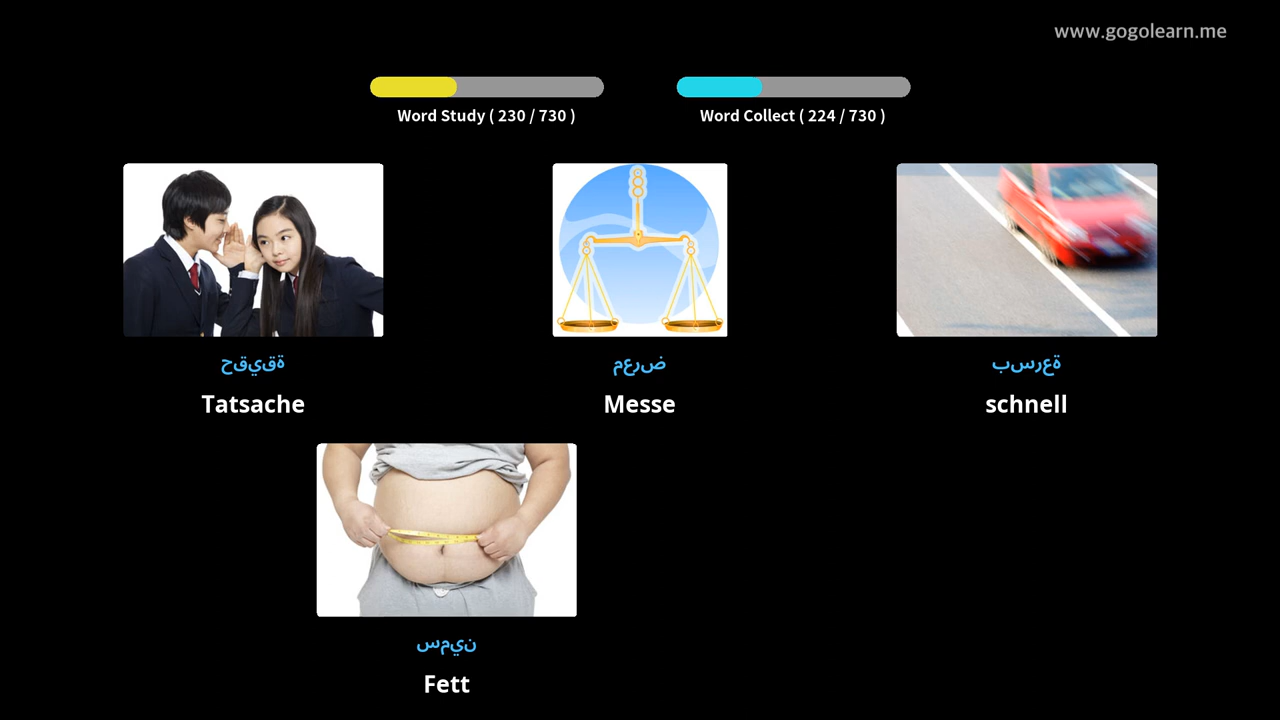 www.gogolearn.me
Word Study ( 230 / 730 )
Word Collect ( 224 / 730 )
حقيقة
Tatsache
معرض
Messe
بسرعة
schnell
سمين
Fett